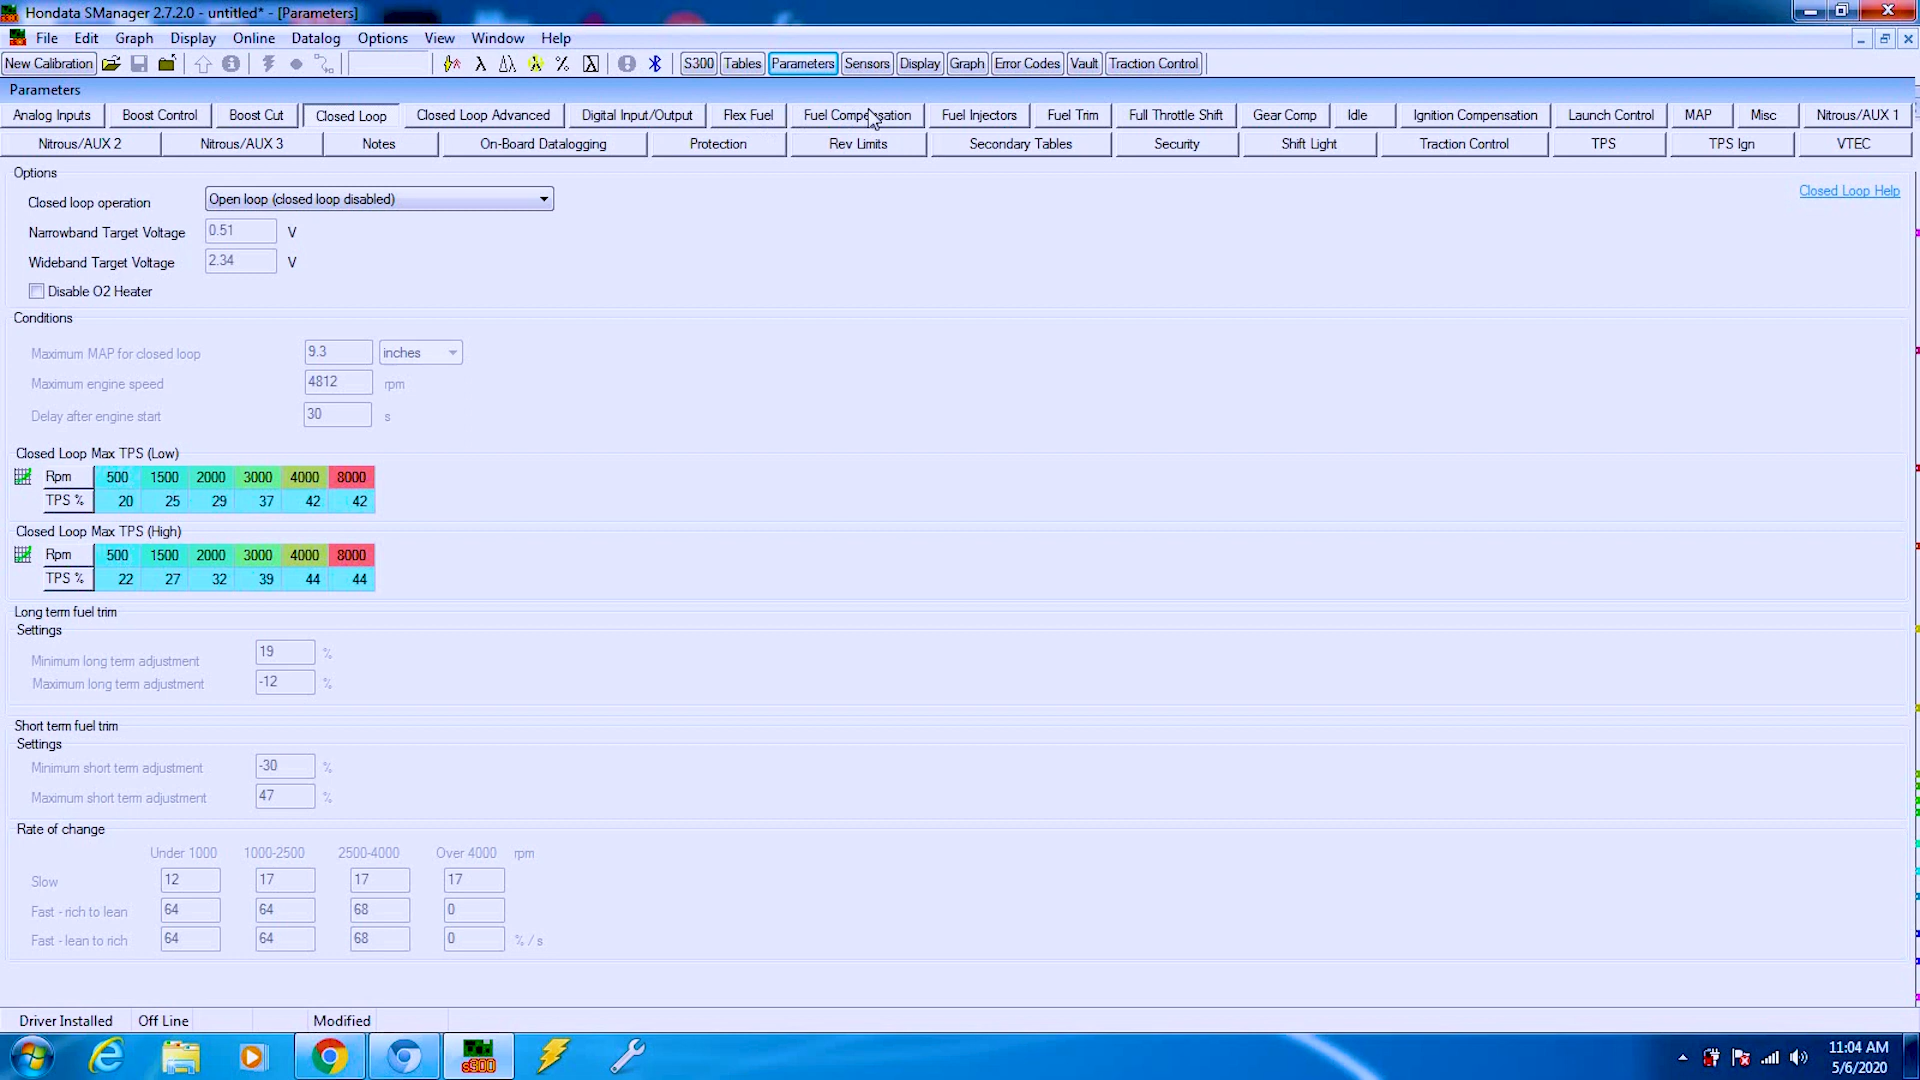 Hondata SManager 2.7.2.0 - untitled* - [Parameters]
File Edit Graph Display Online Datalog Options View Window Help
New Calibration S300 Tables Parameters Sensors Display Graph Error Codes Vault Traction Control
Parameters
Analog Inputs Boost Control Boost Cut Closed Loop Closed Loop Advanced Digital Input/Output Flex Fuel Fuel Compensation Fuel Injectors Fuel Trim Full Throttle Shift Gear Comp Idle Ignition Compensation Launch Control MAP Misc Nitrous/AUX 1
Nitrous/AUX 2 Nitrous/AUX 3 Notes On-Board Datalogging Protection Rev Limits Secondary Tables Security Shift Light Traction Control TPS TPS Ign VTEC
Options
Closed Loop Help
Closed loop operation Open loop (closed loop disabled)
Narrowband Target Voltage 0.51 V
Wideband Target Voltage 2.34 V
Disable O2 Heater
Conditions
Maximum MAP for closed loop 9.3 inches
Maximum engine speed 4812 rpm
Delay after engine start 30 s
Closed Loop Max TPS (Low)
Rpm 500 1500 2000 3000 4000 8000
TPS % 20 25 29 37 42 42
Closed Loop Max TPS (High)
Rpm 500 1500 2000 3000 4000 8000
TPS % 22 27 32 39 44 44
Long term fuel trim
Settings
Minimum long term adjustment 19 %
Maximum long term adjustment -12 %
Short term fuel trim
Settings
Minimum short term adjustment -30 %
Maximum short term adjustment 47 %
Rate of change
Under 1000 1000-2500 2500-4000 Over 4000 rpm
Slow 12 17 17 17
Fast - rich to lean 64 64 68 0
Fast - lean to rich 64 64 68 0 % / s
Driver Installed Off Line Modified
s300
11:04 AM
5/6/2020